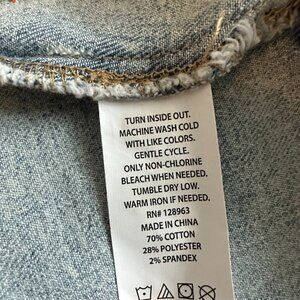 TURN INSIDE OUT.
MACHINE WASH COLD
WITH LIKE COLORS.
GENTLE CYCLE.
ONLY NON-CHLORINE
BLEACH WHEN NEEDED,
TUMBLE DRY LOW.
WARM IRON IF NEEDED.
RN# 128963
MADE IN CHINA
70% COTTON
28% POLYESTER
2% SPANDEX